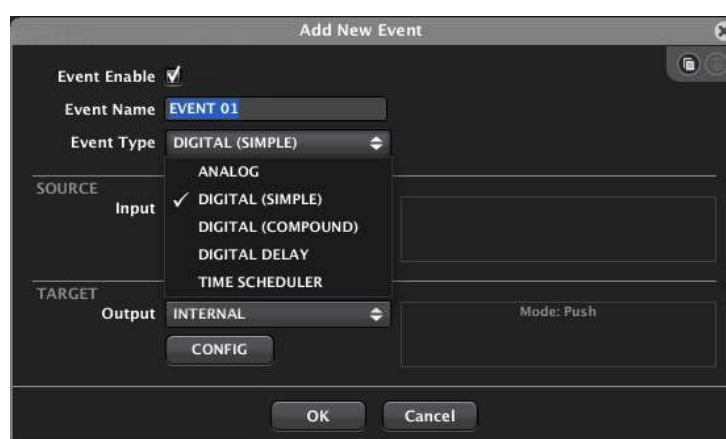 Add New Event
Event Enable
Event Name EVENT 01
Event Type DIGITAL (SIMPLE)
ANALOG
DIGITAL (SIMPLE)
DIGITAL (COMPOUND)
DIGITAL DELAY
TIME SCHEDULER
SOURCE
Input
TARGET
Output INTERNAL
Mode: Push
CONFIG
OK Cancel